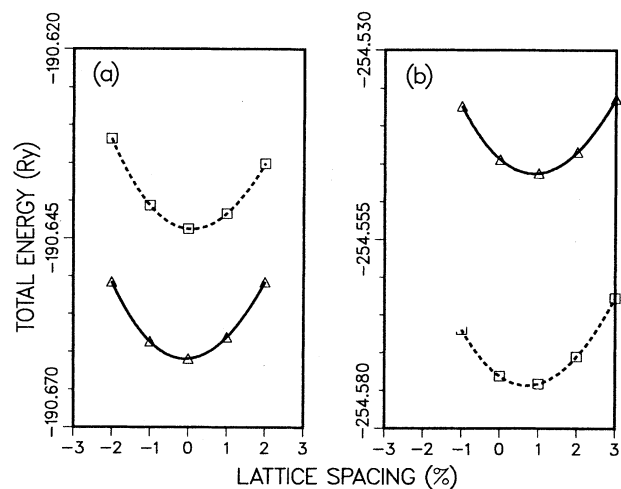 TOTAL ENERGY (Ry)
−190.620
−190.645
−190.670
(a)
−3 −2 −1 0 1 2 3
−254.530
−254.555
−254.580
(b)
−3 −2 −1 0 1 2 3
LATTICE SPACING (%)